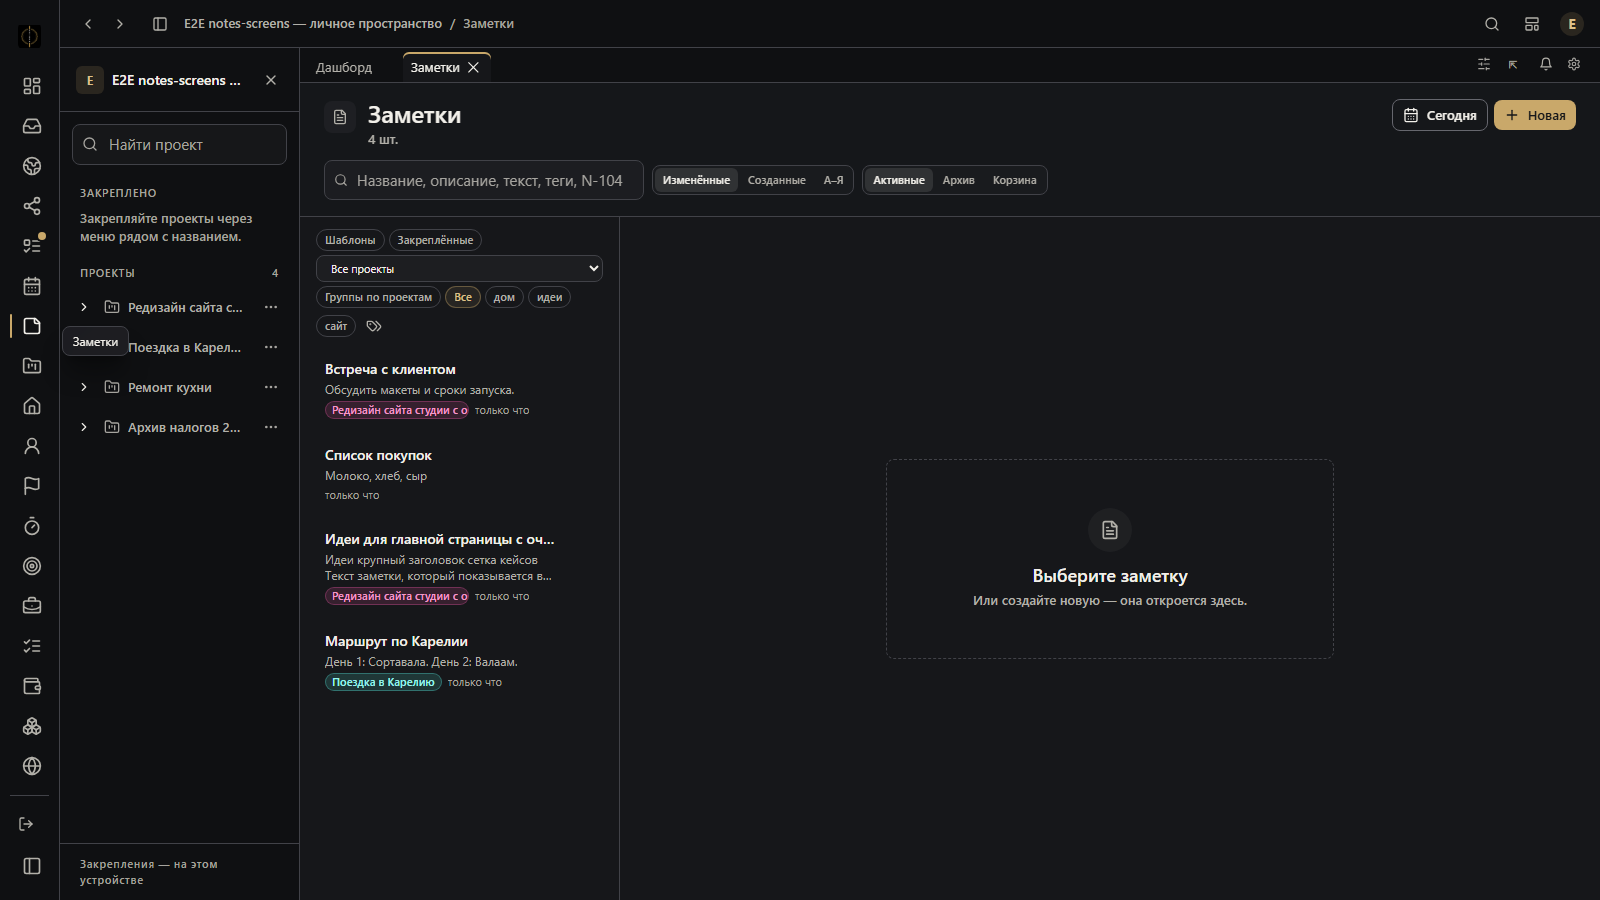 E2E notes-screens — личное пространство / Заметки
E
E
E2E notes-screens ...
Дашборд
Заметки
Заметки
4 шт.
Сегодня
Новая
Найти проект
Название, описание, текст, теги, N-104
Изменённые
Созданные
А–Я
Активные
Архив
Корзина
ЗАКРЕПЛЕНО
Закрепляйте проекты через
меню рядом с названием.
ПРОЕКТЫ
4
Редизайн сайта с...
Заметки
Поездка в Карел...
Ремонт кухни
Архив налогов 2...
Закрепления — на этом
устройстве
Шаблоны
Закреплённые
Все проекты
Группы по проектам
Все
дом
идеи
сайт
Встреча с клиентом
Обсудить макеты и сроки запуска.
Редизайн сайта студии с о
только что
Список покупок
Молоко, хлеб, сыр
только что
Идеи для главной страницы с оч...
Идеи крупный заголовок сетка кейсов
Текст заметки, который показывается в...
Редизайн сайта студии с о
только что
Маршрут по Карелии
День 1: Сортавала. День 2: Валаам.
Поездка в Карелию
только что
Выберите заметку
Или создайте новую — она откроется здесь.